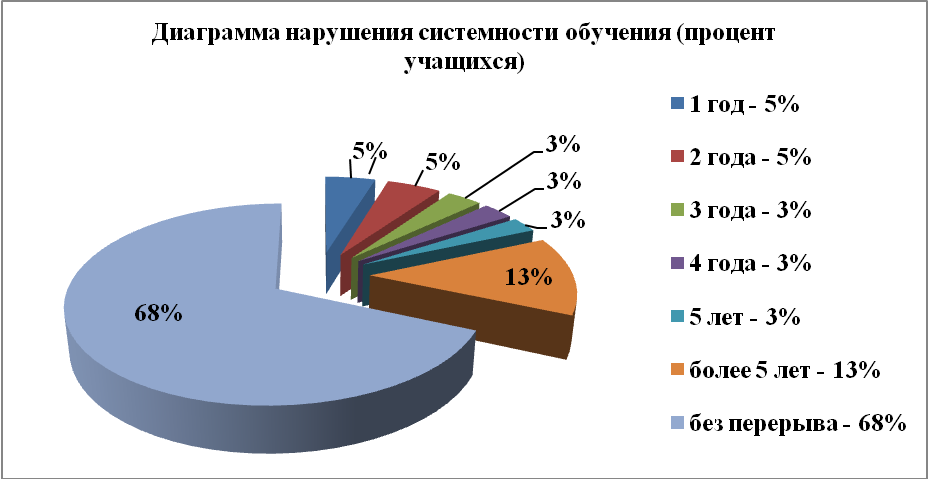 Диаграмма нарушения системности обучения (процент
учащихся)
1 год - 5%
2 года - 5%
3 года - 3%
4 года - 3%
5 лет - 3%
более 5 лет - 13%
без перерыва - 68%
5%
5%
3%
3%
3%
13%
68%